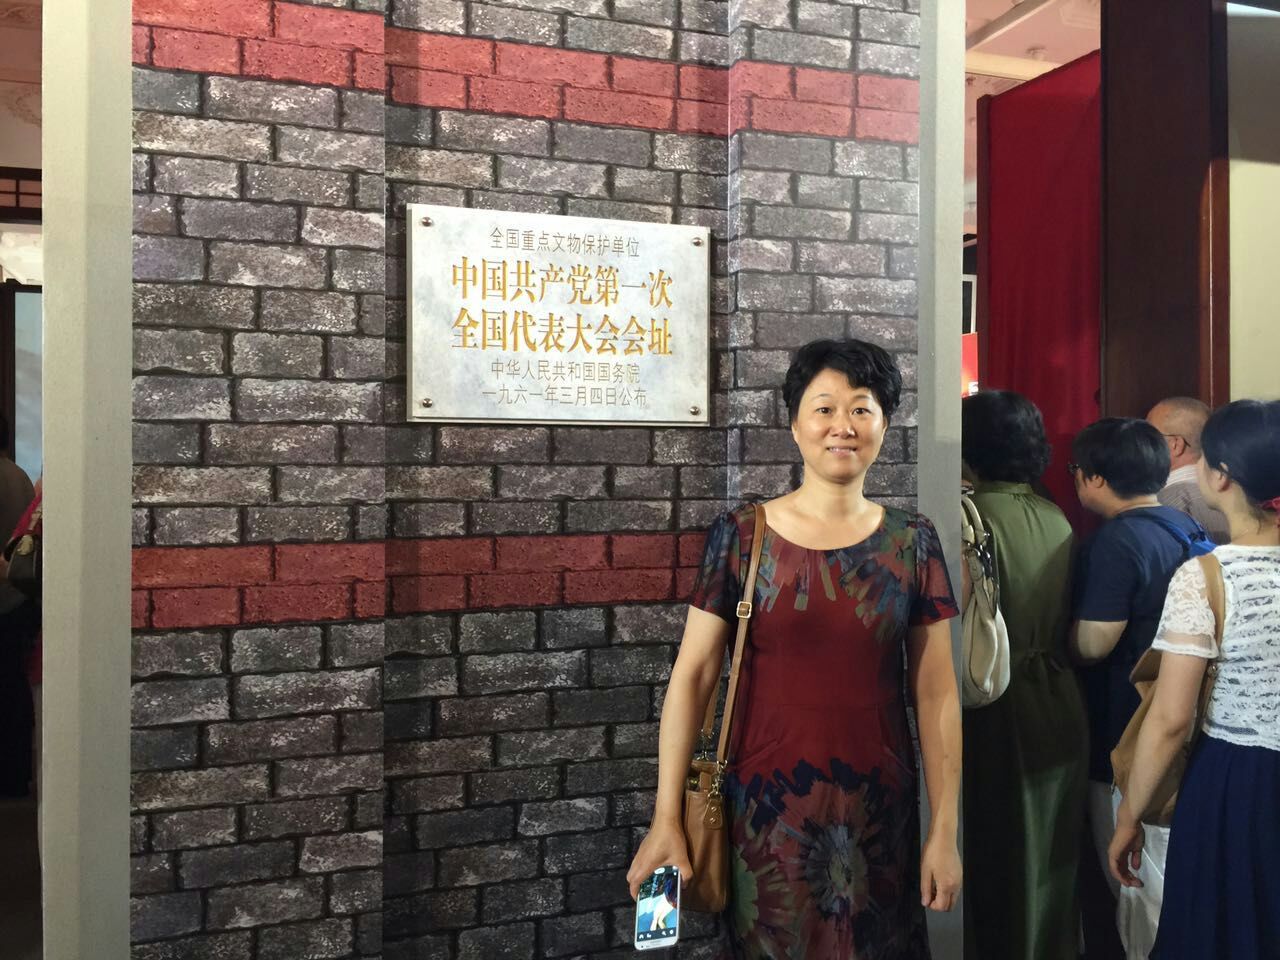 全国重点文物保护单位
中国共产党第一次
全国代表大会会址
中华人民共和国国务院
一九六一年三月四日公布